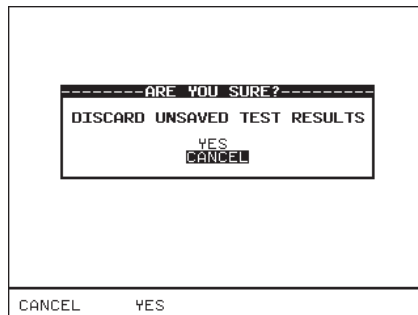 --------ARE YOU SURE?---------
DISCARD UNSAVED TEST RESULTS
YES
CANCEL
CANCEL YES